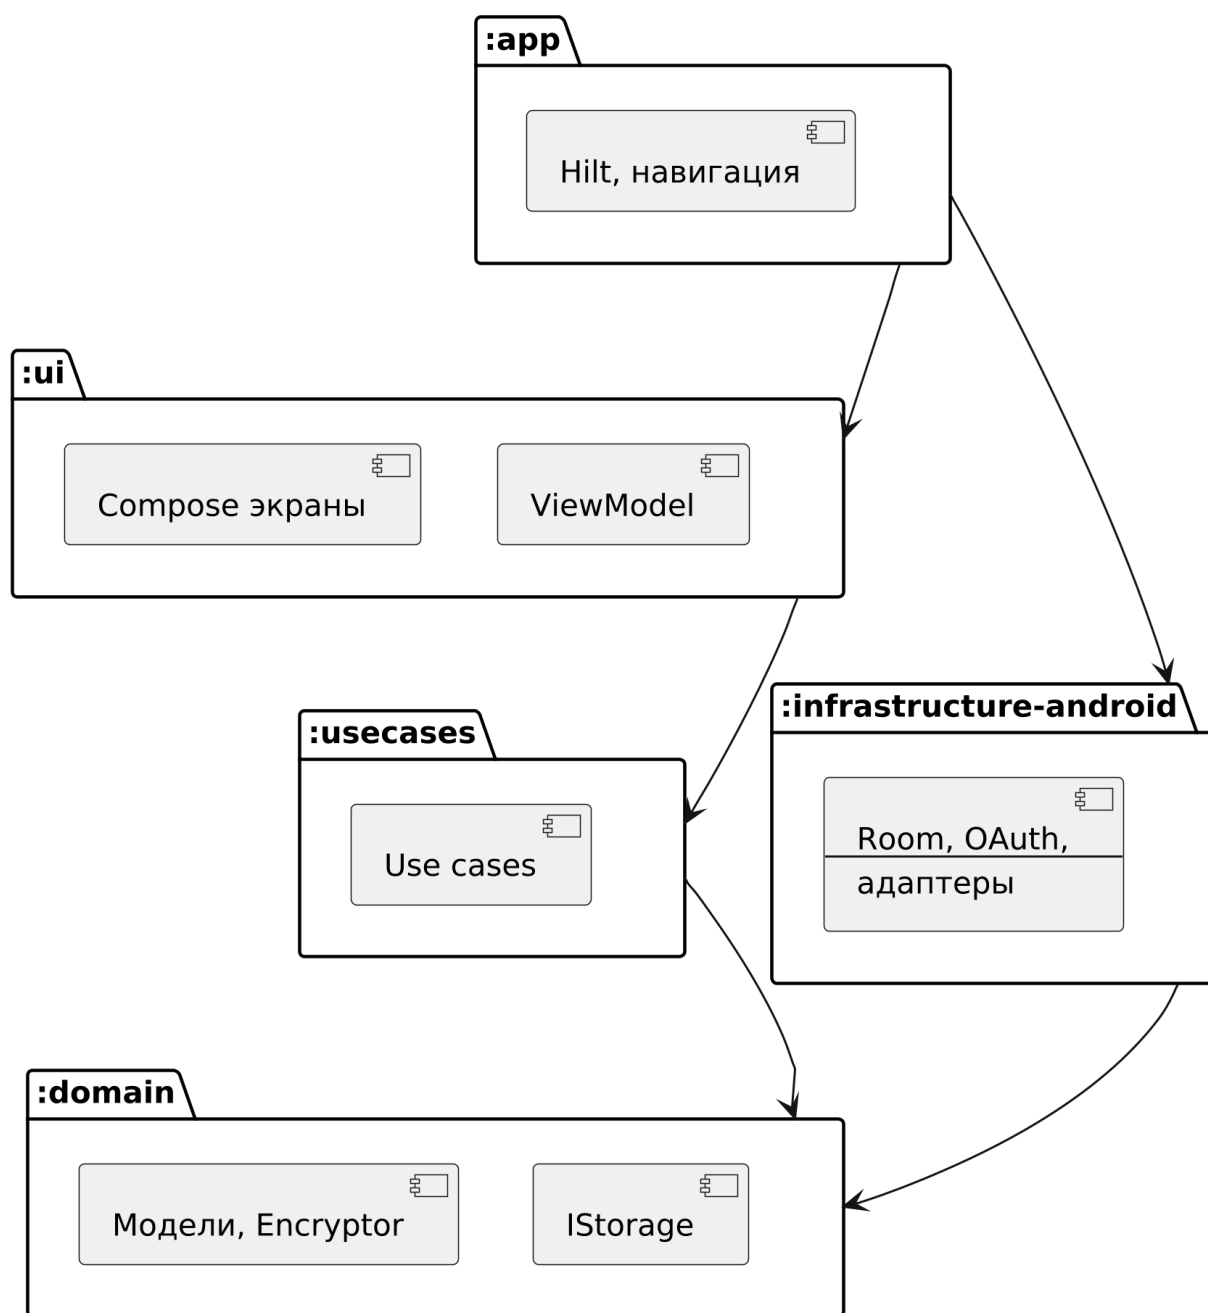 :app
Hilt, навигация
:ui
Compose экраны
ViewModel
:infrastructure-android
:usecases
Room, OAuth,
адаптеры
Use cases
:domain
Модели, Encryptor
IStorage